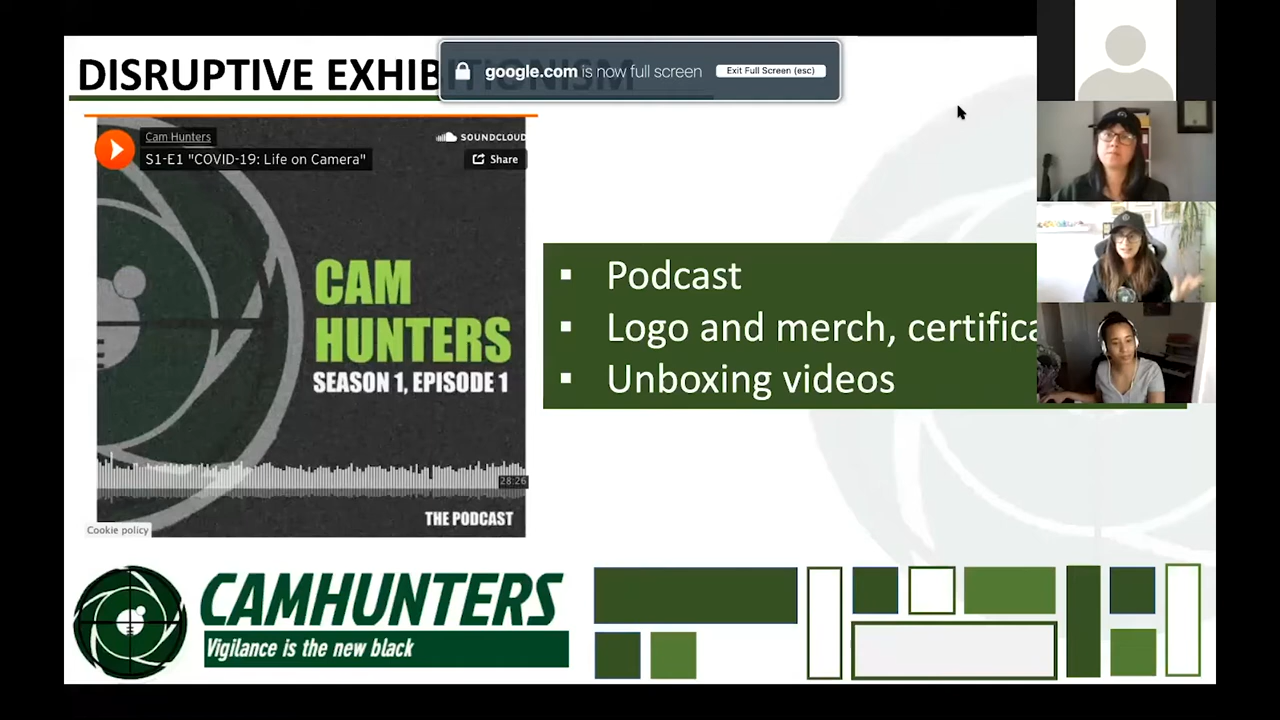 DISRUPTIVE EXHIBITIONISM
google.com is now full screen
Exit Full Screen (esc)
Cam Hunters
SOUNDCLOUD
S1-E1 "COVID-19: Life on Camera"
Share
CAM
HUNTERS
SEASON 1, EPISODE 1
28:26
THE PODCAST
Cookie policy
▪ Podcast
▪ Logo and merch, certifica
▪ Unboxing videos
CAMHUNTERS
Vigilance is the new black